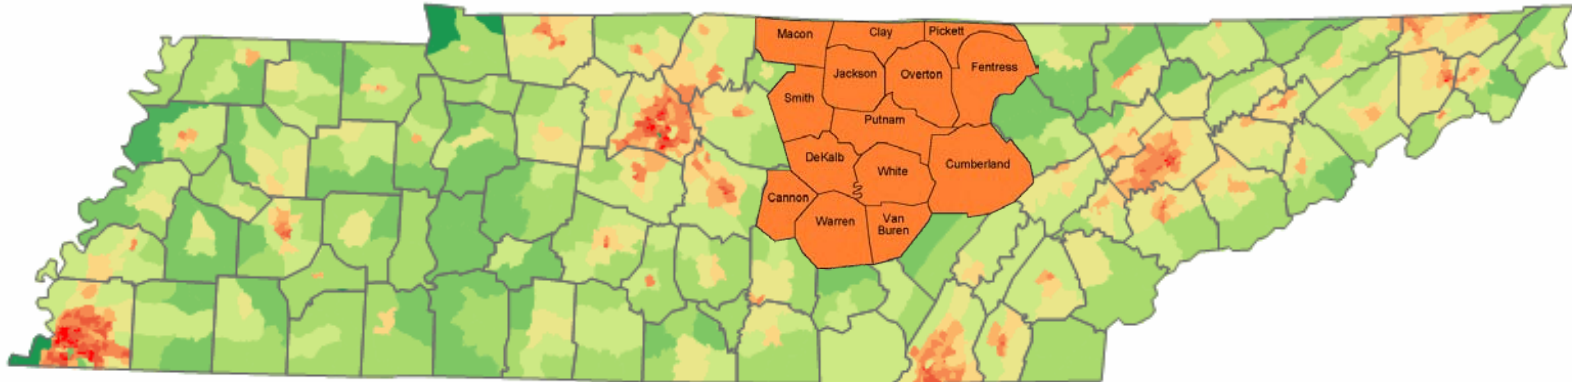 Macon
Clay
Pickett
Jackson
Overton
Fentress
Smith
Putnam
DeKalb
White
Cumberland
Cannon
Warren
Van
Buren